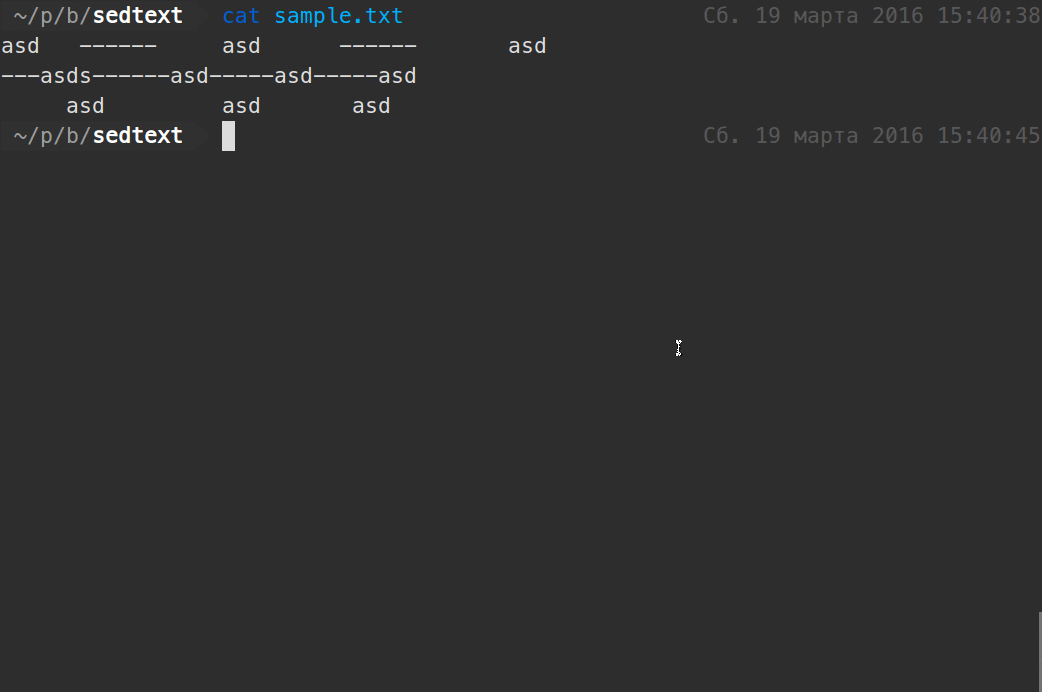 ~/p/b/sedtext  cat sample.txt                       Сб. 19 марта 2016 15:40:38
asd   ------     asd      ------       asd
---asds------asd-----asd-----asd
     asd         asd       asd
~/p/b/sedtext                                       Сб. 19 марта 2016 15:40:45